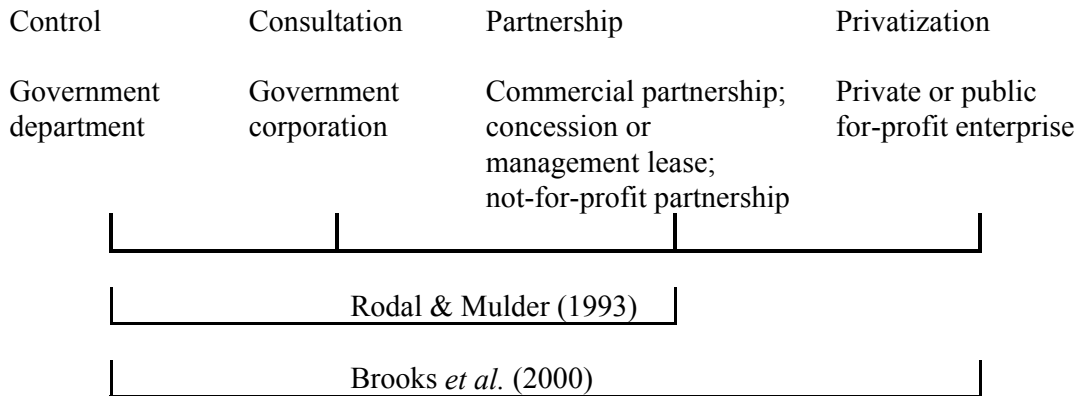 Control Consultation Partnership Privatization
Government Government Commercial partnership; Private or public
department corporation concession or for-profit enterprise
management lease;
not-for-profit partnership
Rodal & Mulder (1993)
Brooks et al. (2000)